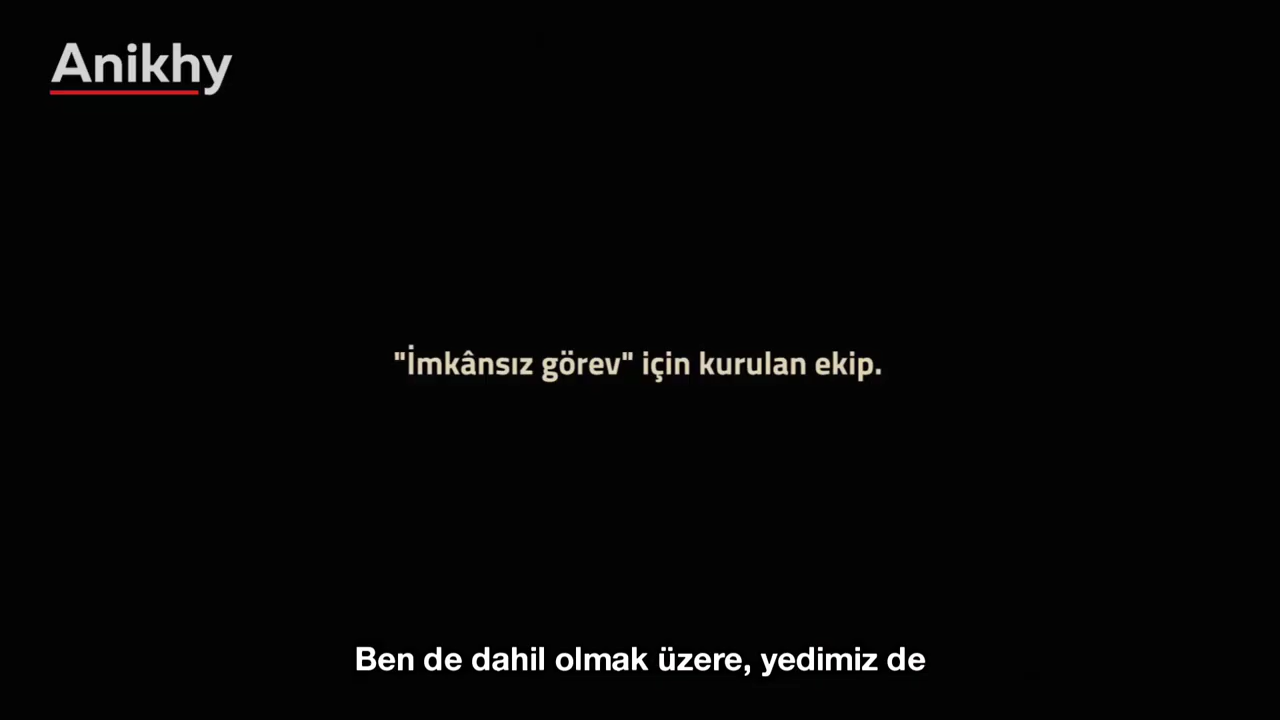 Anikhy
"İmkânsız görev" için kurulan ekip.
Ben de dahil olmak üzere, yedimiz de